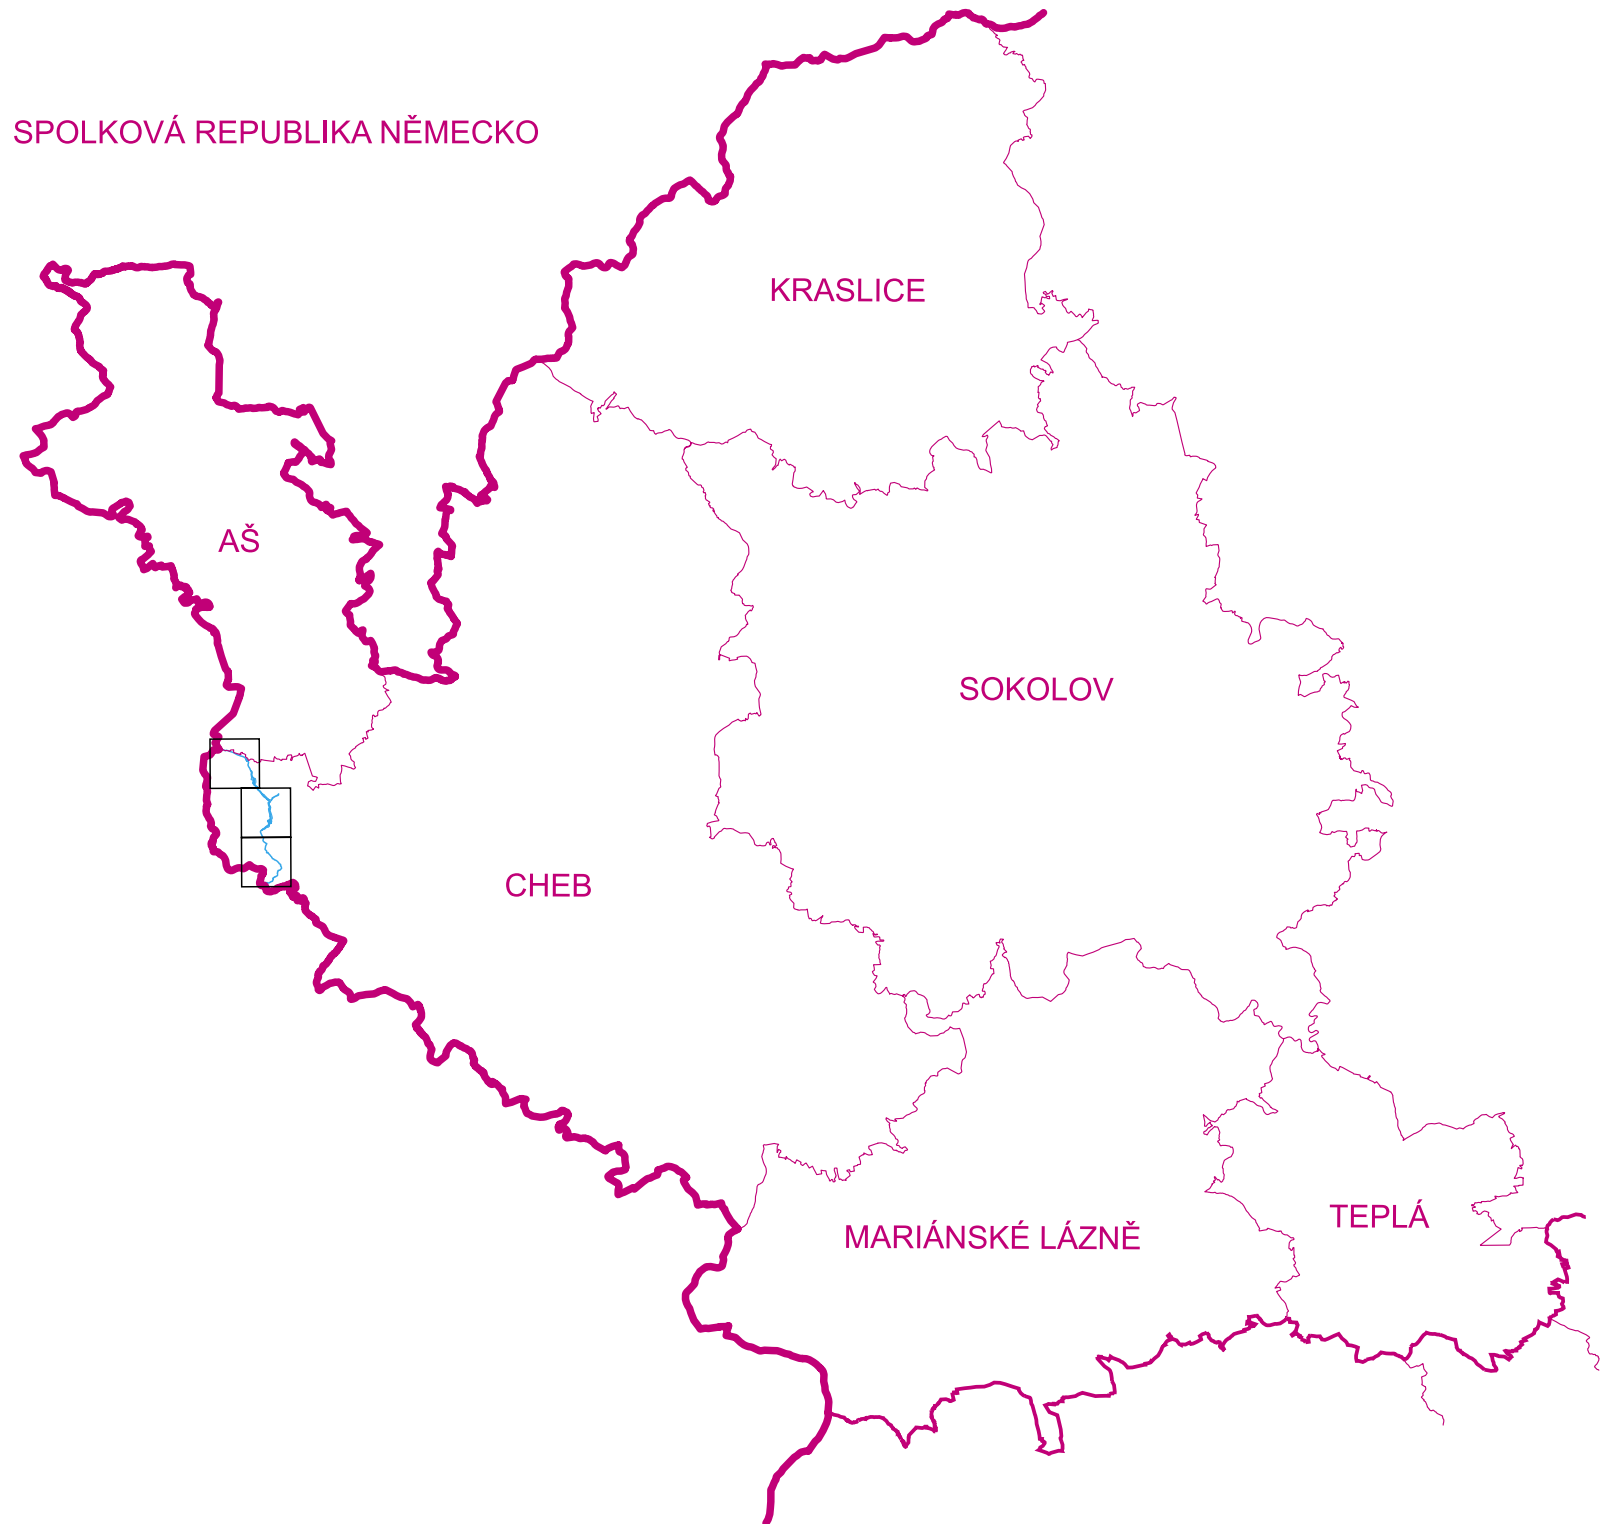 SPOLKOVÁ REPUBLIKA NĚMECKO
KRASLICE
AŠ
SOKOLOV
CHEB
TEPLÁ
MARIÁNSKÉ LÁZNĚ